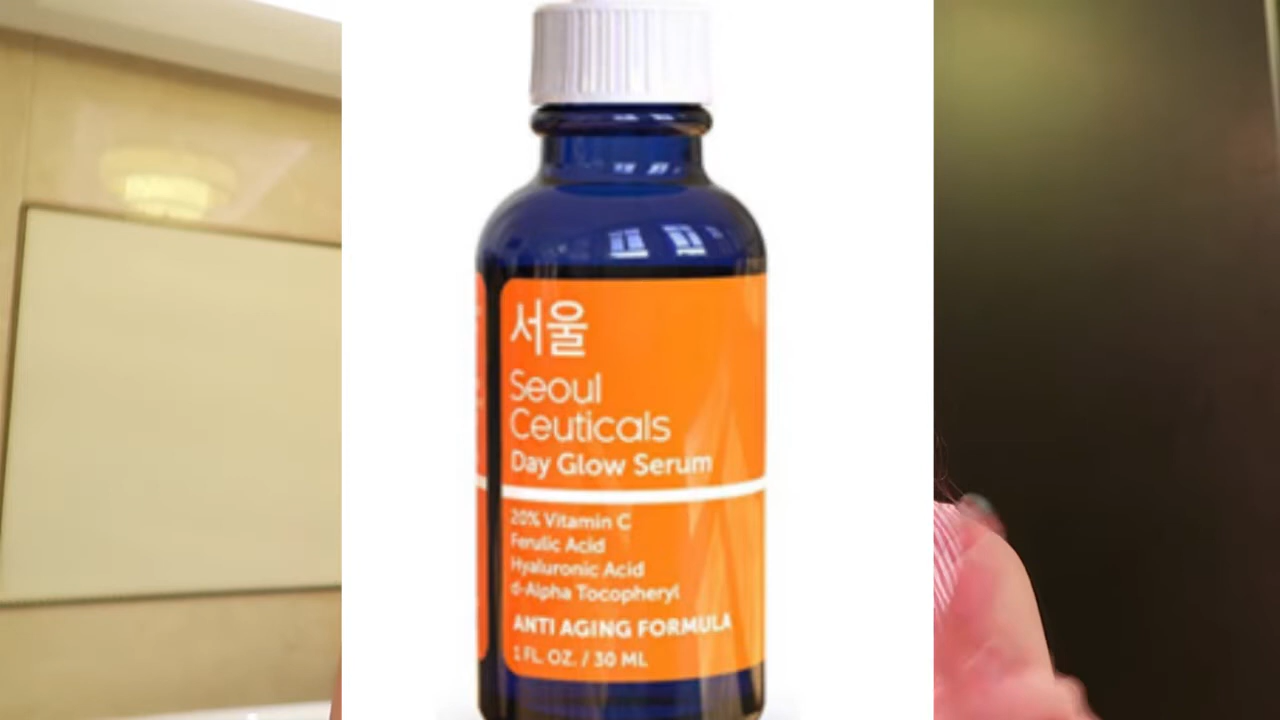 서울
Seoul
Ceuticals
Day Glow Serum
20% Vitamin C
Ferulic Acid
Hyaluronic Acid
d-Alpha Tocopheryl
ANTI AGING FORMULA
1 FL. OZ. / 30 ML